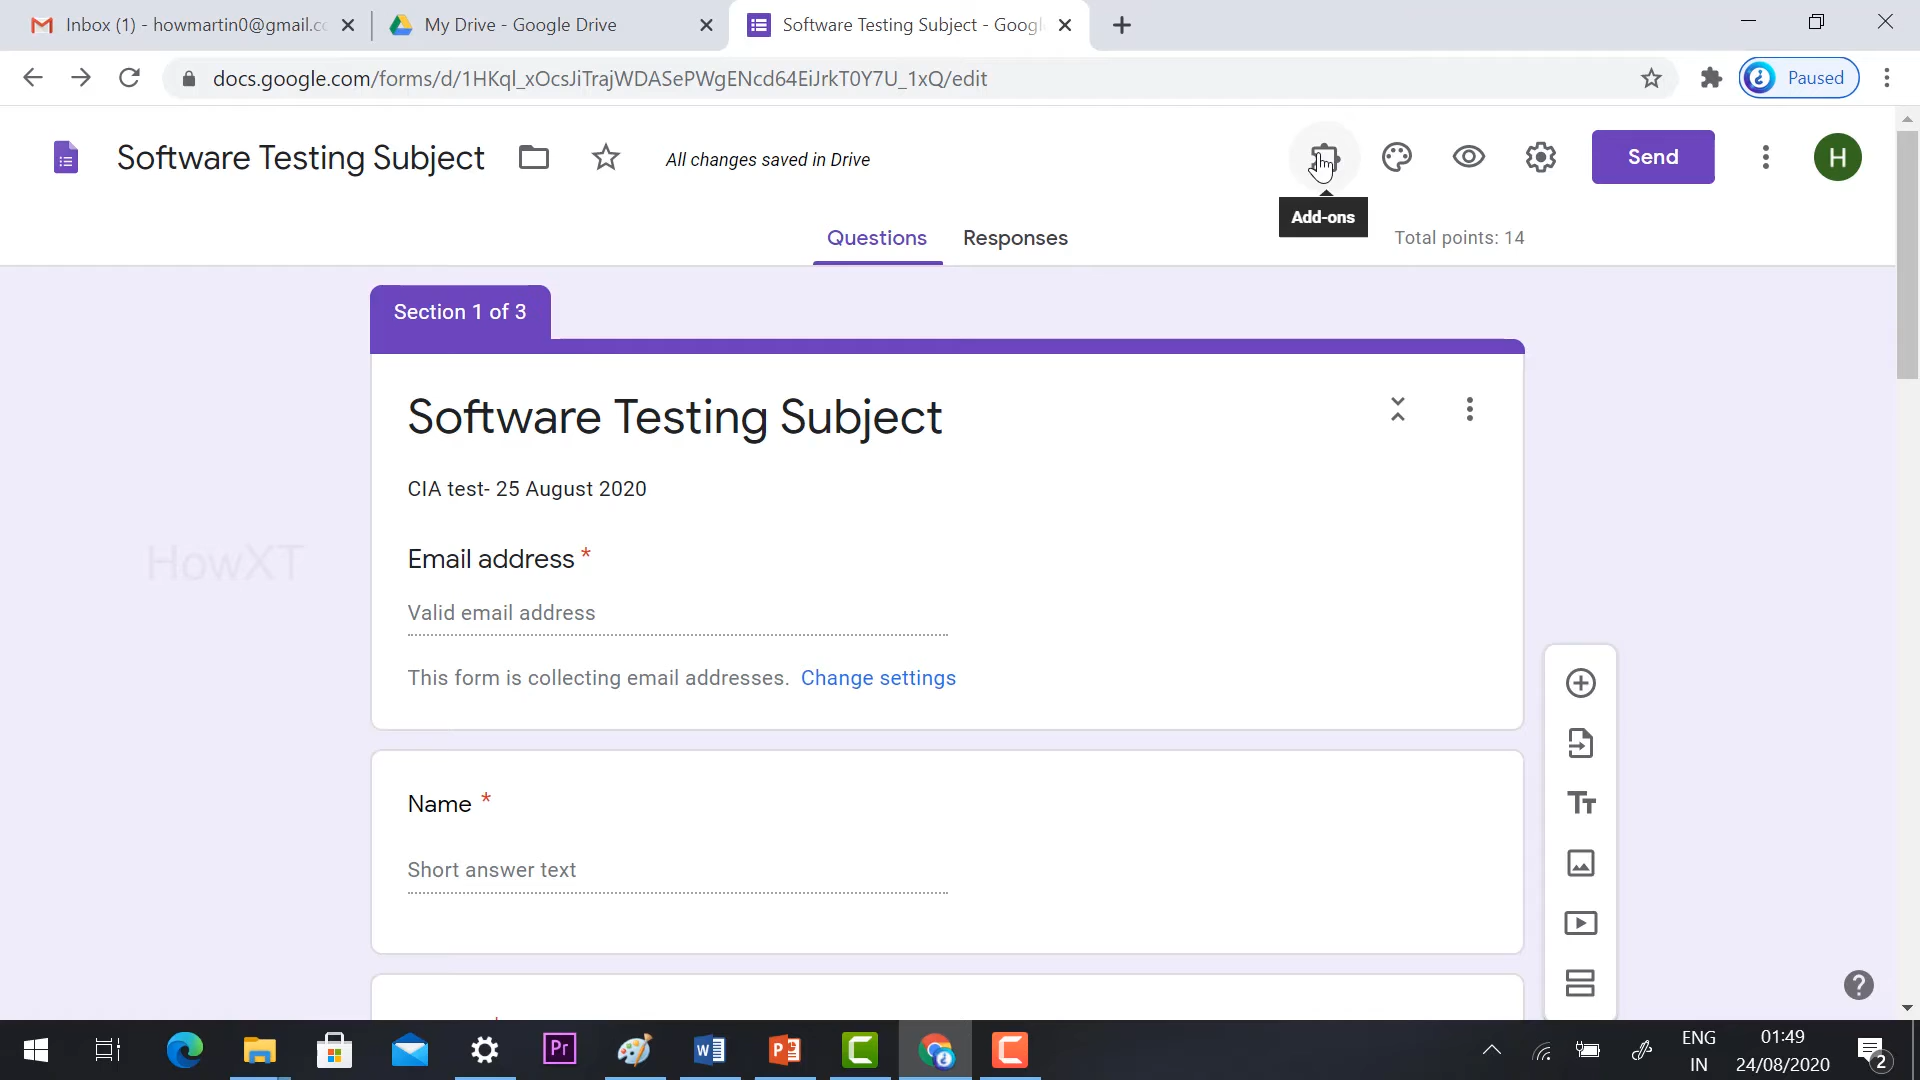 Inbox (1) - howmartin0@gmail.co
My Drive - Google Drive
Software Testing Subject - Googl
docs.google.com/forms/d/1HKql_xOcsJiTrajWDASePWgENcd64EiJrkT0Y7U_1xQ/edit
Paused
Software Testing Subject
All changes saved in Drive
Send
H
Add-ons
Questions
Responses
Total points: 14
Section 1 of 3
Software Testing Subject
CIA test- 25 August 2020
Email address *
Valid email address
This form is collecting email addresses. Change settings
HowXT
Name *
Short answer text
Tт
Pr
ENG
IN
01:49
24/08/2020
2